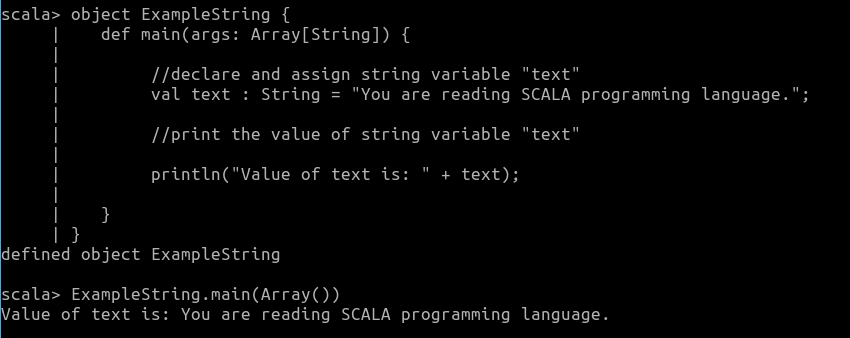 scala> object ExampleString {
     |    def main(args: Array[String]) {
     |
     |         //declare and assign string variable "text"
     |         val text : String = "You are reading SCALA programming language.";
     |
     |         //print the value of string variable "text"
     |
     |         println("Value of text is: " + text);
     |
     |    }
     | }
defined object ExampleString

scala> ExampleString.main(Array())
Value of text is: You are reading SCALA programming language.